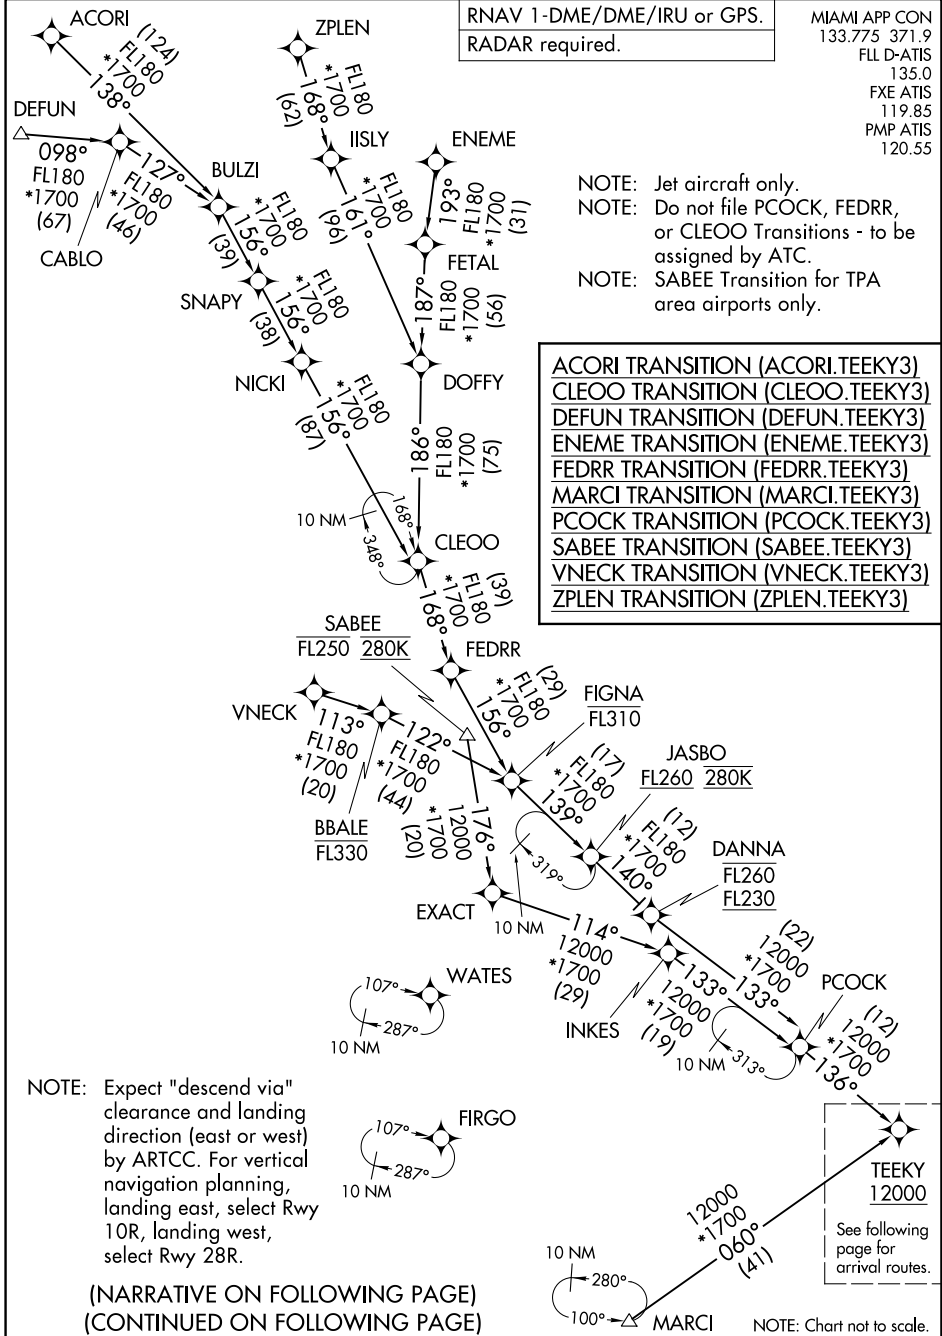 RNAV 1-DME/DME/IRU or GPS.
RADAR required.
MIAMI APP CON
133.775 371.9
FLL D-ATIS
135.0
FXE ATIS
119.85
PMP ATIS
120.55
NOTE: Jet aircraft only.
NOTE: Do not file PCOCK, FEDRR,
or CLEOO Transitions - to be
assigned by ATC.
NOTE: SABEE Transition for TPA
area airports only.
ACORI TRANSITION (ACORI.TEEKY3)
CLEOO TRANSITION (CLEOO.TEEKY3)
DEFUN TRANSITION (DEFUN.TEEKY3)
ENEME TRANSITION (ENEME.TEEKY3)
FEDRR TRANSITION (FEDRR.TEEKY3)
MARCI TRANSITION (MARCI.TEEKY3)
PCOCK TRANSITION (PCOCK.TEEKY3)
SABEE TRANSITION (SABEE.TEEKY3)
VNECK TRANSITION (VNECK.TEEKY3)
ZPLEN TRANSITION (ZPLEN.TEEKY3)
ACORI
(124)
FL180
*1700
138°
DEFUN
098°
FL180
*1700
(67)
CABLO
127°
FL180
*1700
(46)
BULZI
FL180
*1700
156°
(39)
SNAPY
FL180
*1700
156°
(38)
NICKI
FL180
*1700
156°
(87)
ZPLEN
FL180
*1700
168°
(62)
IISLY
FL180
*1700
161°
(96)
ENEME
193°
FL180
*1700
(31)
FETAL
187°
FL180
*1700
(56)
DOFFY
186°
FL180
*1700
(75)
10 NM
168°
348°
CLEOO
(39)
FL180
*1700
168°
SABEE
FL250 280K
FEDRR
(29)
FL180
*1700
156°
VNECK
113°
FL180
*1700
(20)
BBALE
FL330
122°
FL180
*1700
(44)
FIGNA
FL310
(17)
FL180
*1700
139°
JASBO
FL260 280K
(12)
FL180
*1700
140°
319°
10 NM
DANNA
FL260
FL230
176°
12000
*1700
(20)
EXACT
114°
12000
*1700
(29)
INKES
133°
12000
*1700
(19)
(22)
12000
*1700
133°
PCOCK
313°
10 NM
(12)
12000
*1700
136°
WATES
107°
287°
10 NM
FIRGO
107°
287°
10 NM
NOTE: Expect "descend via"
clearance and landing
direction (east or west)
by ARTCC. For vertical
navigation planning,
landing east, select Rwy
10R, landing west,
select Rwy 28R.
TEEKY
12000
See following
page for
arrival routes.
12000
*1700
060°
(41)
10 NM
280°
100°
MARCI
(NARRATIVE ON FOLLOWING PAGE)
(CONTINUED ON FOLLOWING PAGE)
NOTE: Chart not to scale.